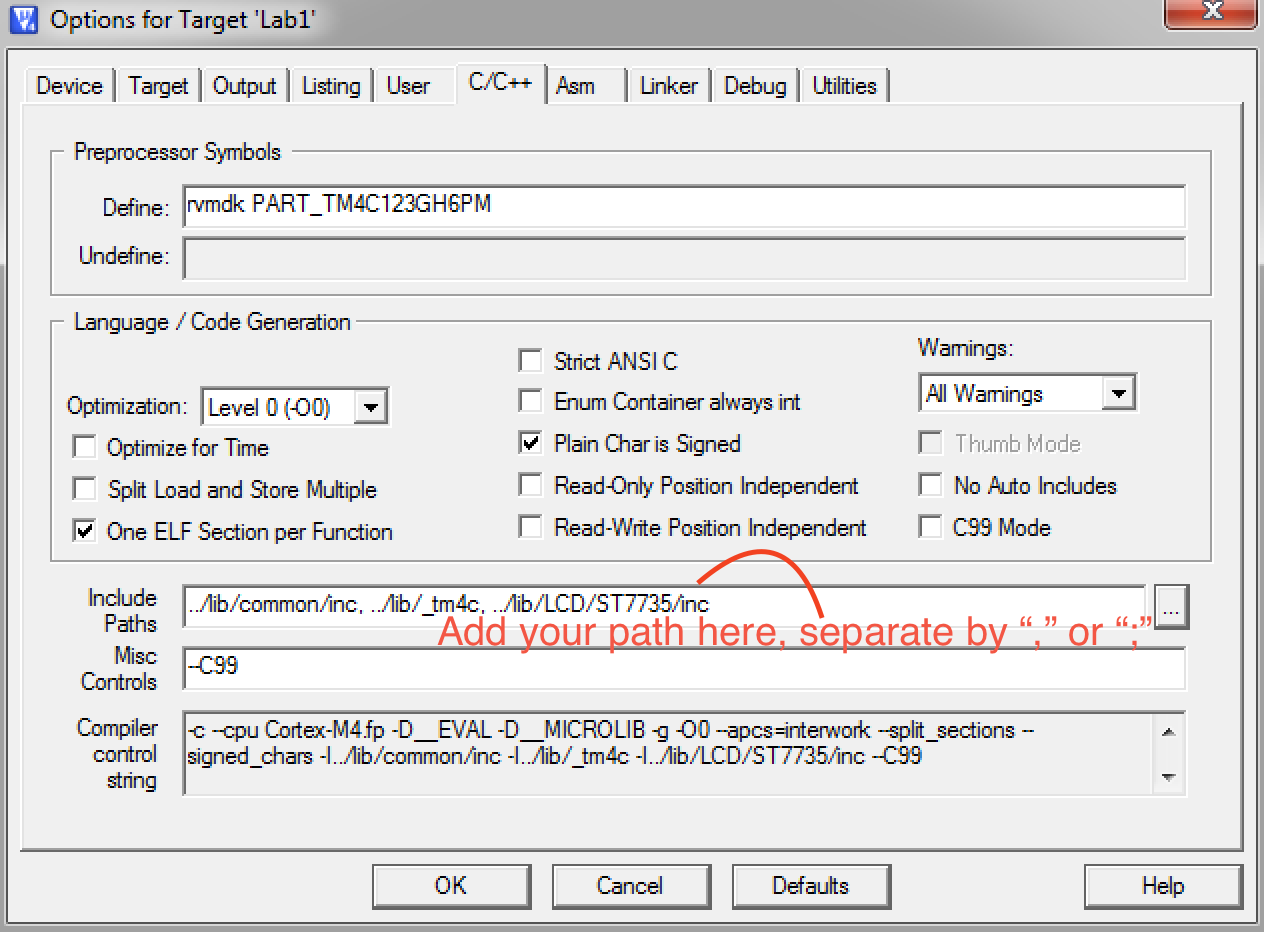 Options for Target 'Lab1'
Device Target Output Listing User C/C++ Asm Linker Debug Utilities
Preprocessor Symbols
Define: rvmdk PART_TM4C123GH6PM
Undefine:
Language / Code Generation
Optimization: Level 0 (-O0)
Optimize for Time
Split Load and Store Multiple
One ELF Section per Function
Strict ANSI C
Enum Container always int
Plain Char is Signed
Read-Only Position Independent
Read-Write Position Independent
Warnings:
All Warnings
Thumb Mode
No Auto Includes
C99 Mode
Include Paths
../lib/common/inc, ../lib/_tm4c, ../lib/LCD/ST7735/inc
...
Add your path here, separate by “,” or “;”
Misc Controls
--C99
Compiler control string
-c --cpu Cortex-M4.fp -D__EVAL -D__MICROLIB -g -O0 --apcs=interwork --split_sections --
signed_chars -I../lib/common/inc -I../lib/_tm4c -I../lib/LCD/ST7735/inc --C99
OK Cancel Defaults Help